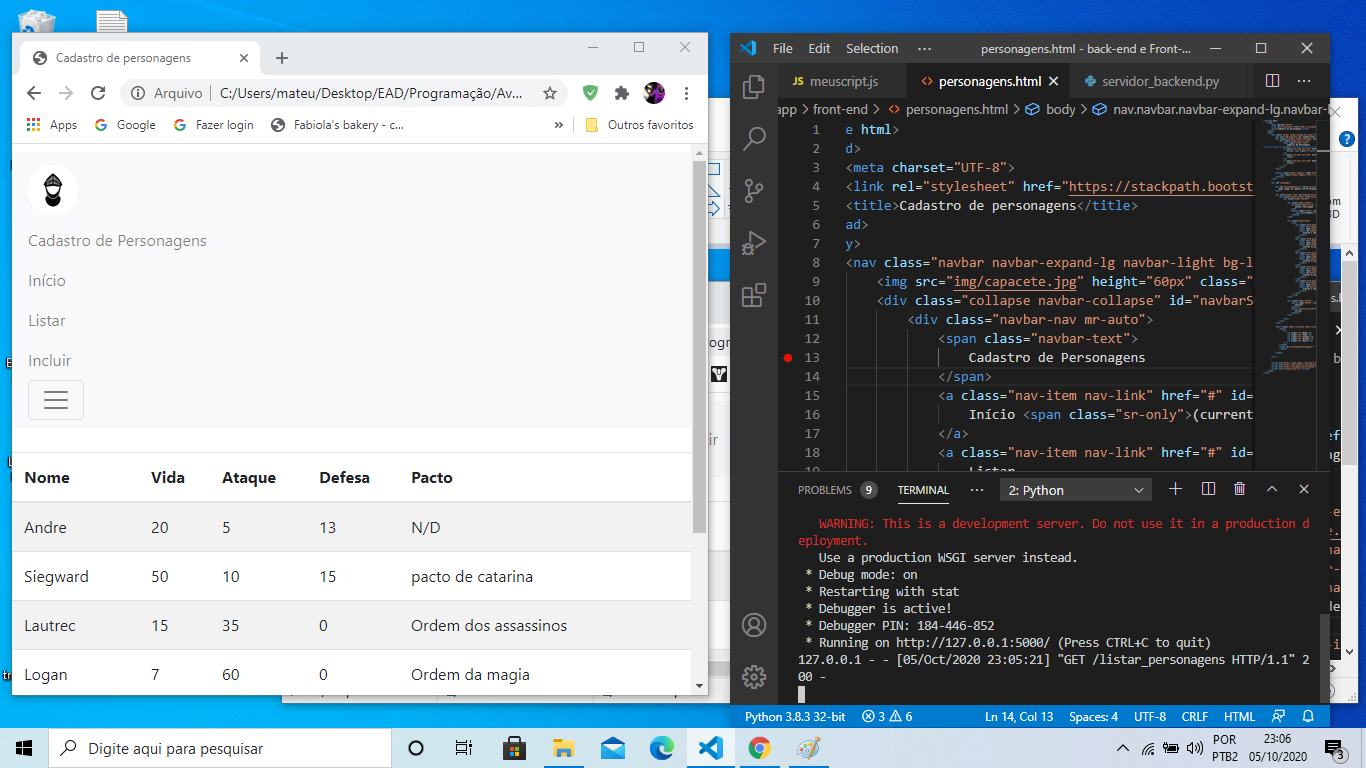 Cadastro de personagens
Arquivo
C:/Users/mateu/Desktop/EAD/Programação/Av...
Apps
Google
Fazer login
Fabiola's bakery - c...
»
Outros favoritos
Cadastro de Personagens
Início
Listar
Incluir
Nome Vida Ataque Defesa Pacto
Andre 20 5 13 N/D
Siegward 50 10 15 pacto de catarina
Lautrec 15 35 0 Ordem dos assassinos
Logan 7 60 0 Ordem da magia
File Edit Selection ···
personagens.html - back-end e Front-...
JS meuscript.js
<> personagens.html
servidor_backend.py
app > front-end > <> personagens.html > body > nav.navbar.navbar-expand-lg.navbar-l
1 e html>
2 d>
3 <meta charset="UTF-8">
4 <link rel="stylesheet" href="https://stackpath.bootst
5 <title>Cadastro de personagens</title>
6 ad>
7 y>
8 <nav class="navbar navbar-expand-lg navbar-light bg-l
9 <img src="img/capacete.jpg" height="60px" class="
10 <div class="collapse navbar-collapse" id="navbarS
11 <div class="navbar-nav mr-auto">
12 <span class="navbar-text">
13 Cadastro de Personagens
14 </span>
15 <a class="nav-item nav-link" href="#" id=
16 Início <span class="sr-only">(current
17 </a>
18 <a class="nav-item nav-link" href="#" id=
19 Listar
PROBLEMS 9 TERMINAL ··· 2: Python
WARNING: This is a development server. Do not use it in a production d
eployment.
Use a production WSGI server instead.
* Debug mode: on
* Restarting with stat
* Debugger is active!
* Debugger PIN: 184-446-852
* Running on http://127.0.0.1:5000/ (Press CTRL+C to quit)
127.0.0.1 - - [05/Oct/2020 23:05:21] "GET /listar_personagens HTTP/1.1" 2
00 -
Python 3.8.3 32-bit 3 6 Ln 14, Col 13 Spaces: 4 UTF-8 CRLF HTML
Digite aqui para pesquisar
POR
PTB2
23:06
05/10/2020
3